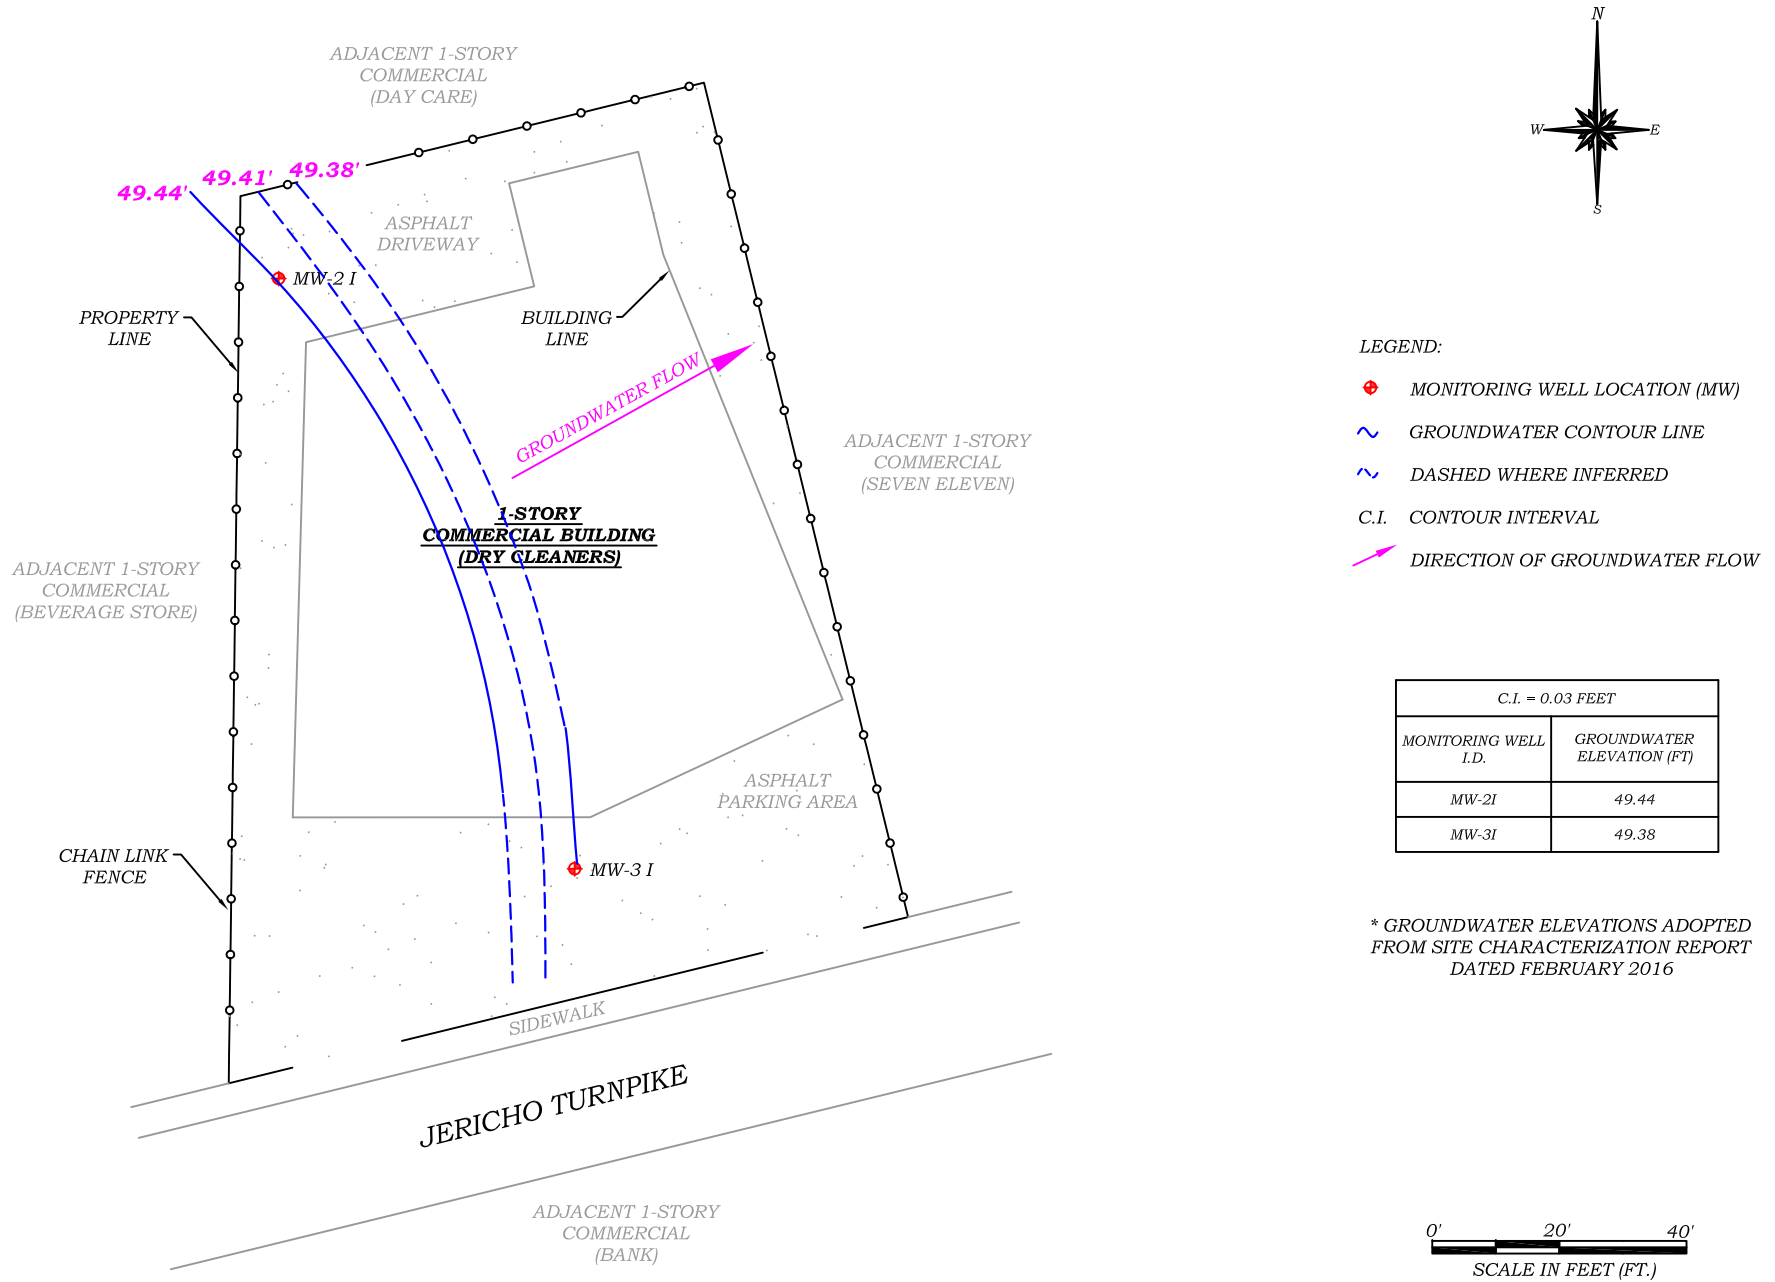 ADJACENT 1-STORY
COMMERCIAL
(DAY CARE)
N
W
E
S
49.44'
49.41'
49.38'
ASPHALT
DRIVEWAY
MW-2 I
PROPERTY
LINE
BUILDING
LINE
GROUNDWATER FLOW
ADJACENT 1-STORY
COMMERCIAL
(SEVEN ELEVEN)
1-STORY
COMMERCIAL BUILDING
(DRY CLEANERS)
ADJACENT 1-STORY
COMMERCIAL
(BEVERAGE STORE)
ASPHALT
PARKING AREA
CHAIN LINK
FENCE
MW-3 I
SIDEWALK
JERICHO TURNPIKE
ADJACENT 1-STORY
COMMERCIAL
(BANK)
LEGEND:
MONITORING WELL LOCATION (MW)
GROUNDWATER CONTOUR LINE
DASHED WHERE INFERRED
C.I. CONTOUR INTERVAL
DIRECTION OF GROUNDWATER FLOW
C.I. = 0.03 FEET
MONITORING WELL
I.D.
GROUNDWATER
ELEVATION (FT)
MW-2I 49.44
MW-3I 49.38
* GROUNDWATER ELEVATIONS ADOPTED
FROM SITE CHARACTERIZATION REPORT
DATED FEBRUARY 2016
0' 20' 40'
SCALE IN FEET (FT.)